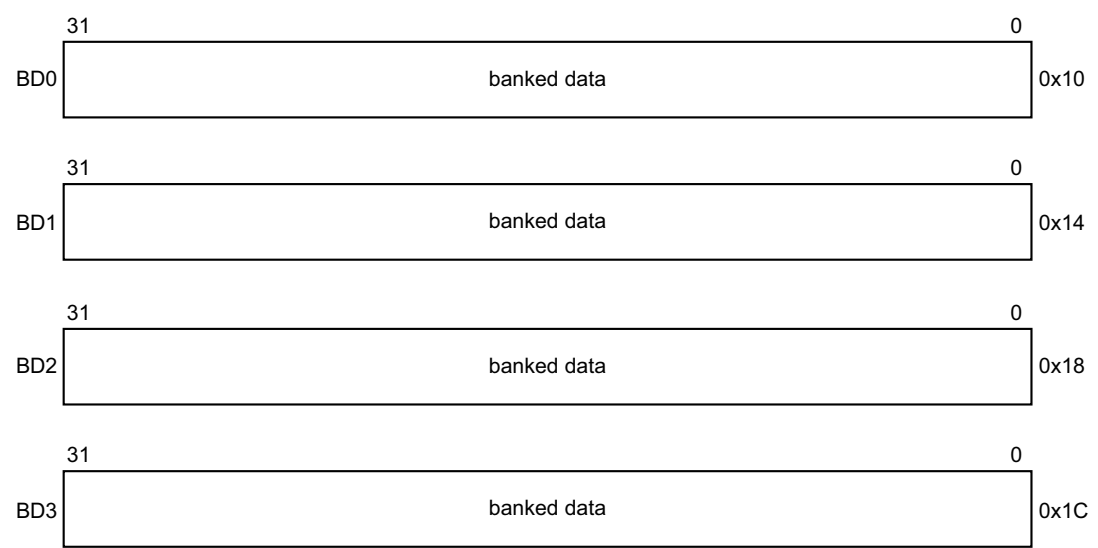 31 0
BD0 banked data 0x10
31 0
BD1 banked data 0x14
31 0
BD2 banked data 0x18
31 0
BD3 banked data 0x1C